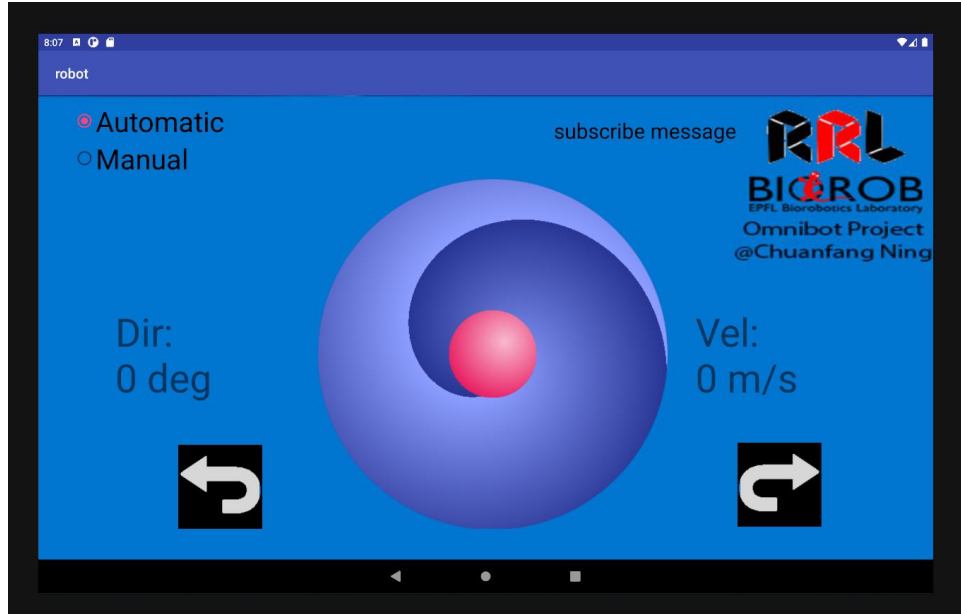 8:07
robot
Automatic
Manual
subscribe message
RRL
BIOROB
EPFL Biorobotics Laboratory
Omnibot Project
@Chuanfang Ning
Dir:
0 deg
Vel:
0 m/s